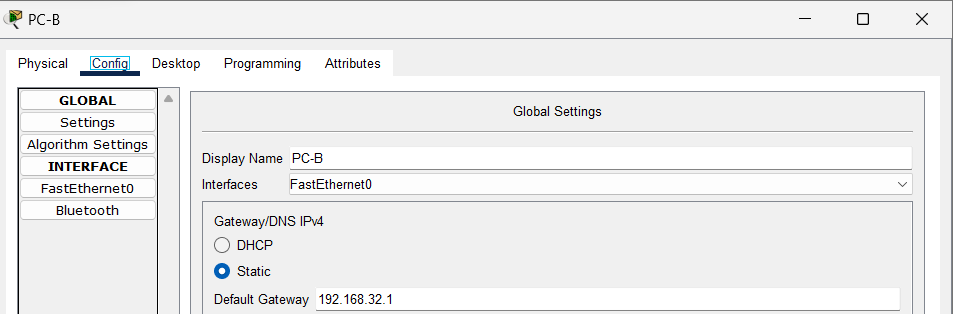 PC-B
Physical Config Desktop Programming Attributes
GLOBAL
Settings
Algorithm Settings
INTERFACE
FastEthernet0
Bluetooth
Global Settings
Display Name PC-B
Interfaces FastEthernet0
Gateway/DNS IPv4
DHCP
Static
Default Gateway 192.168.32.1